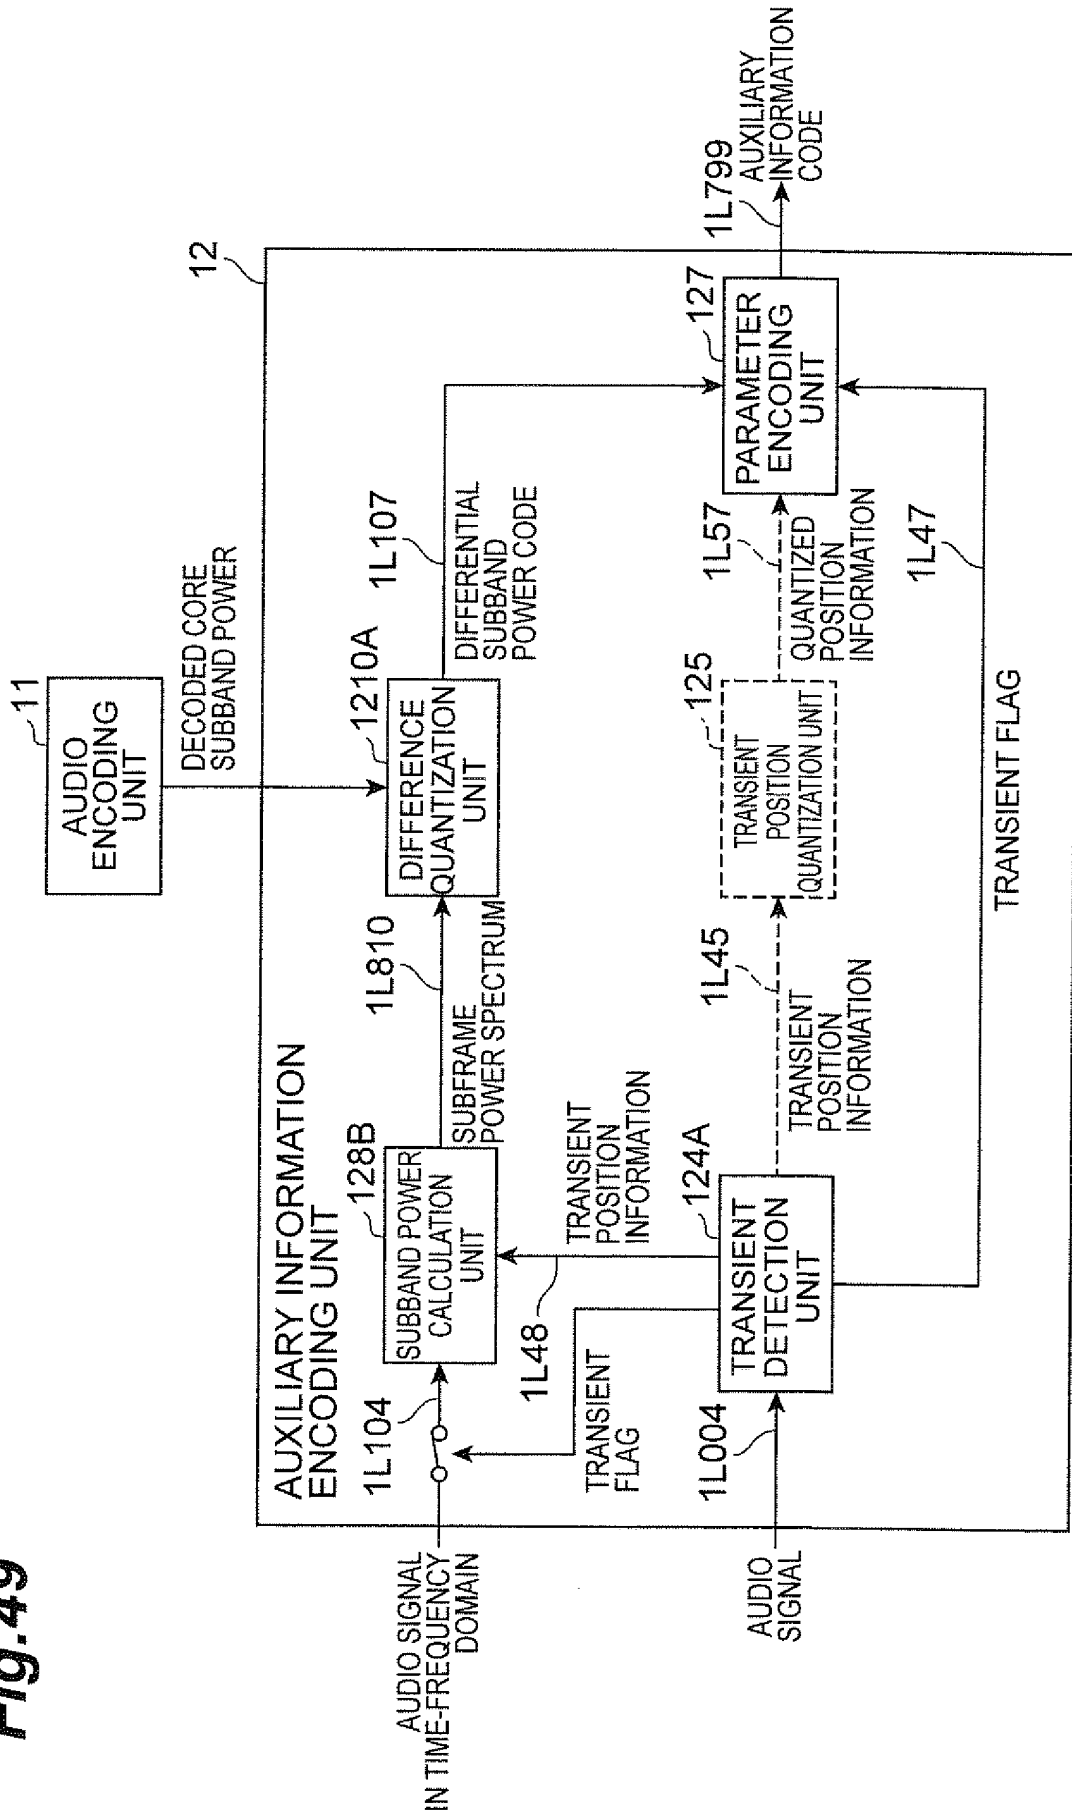 Fig.49
11
AUDIO
ENCODING
UNIT
DECODED CORE
SUBBAND POWER
12
AUXILIARY INFORMATION
ENCODING UNIT
AUDIO SIGNAL
IN TIME-FREQUENCY
DOMAIN
1L104
128B
SUBBAND POWER
CALCULATION
UNIT
1L810
SUBFRAME
POWER SPECTRUM
1210A
DIFFERENCE
QUANTIZATION
UNIT
1L107
DIFFERENTIAL
SUBBAND
POWER CODE
TRANSIENT
FLAG
1L48
TRANSIENT
POSITION
INFORMATION
AUDIO
SIGNAL
1L004
124A
TRANSIENT
DETECTION
UNIT
1L45
TRANSIENT
POSITION
INFORMATION
125
TRANSIENT
POSITION
QUANTIZATION UNIT
1L57
QUANTIZED
POSITION
INFORMATION
127
PARAMETER
ENCODING
UNIT
1L799
AUXILIARY
INFORMATION
CODE
1L47
TRANSIENT FLAG